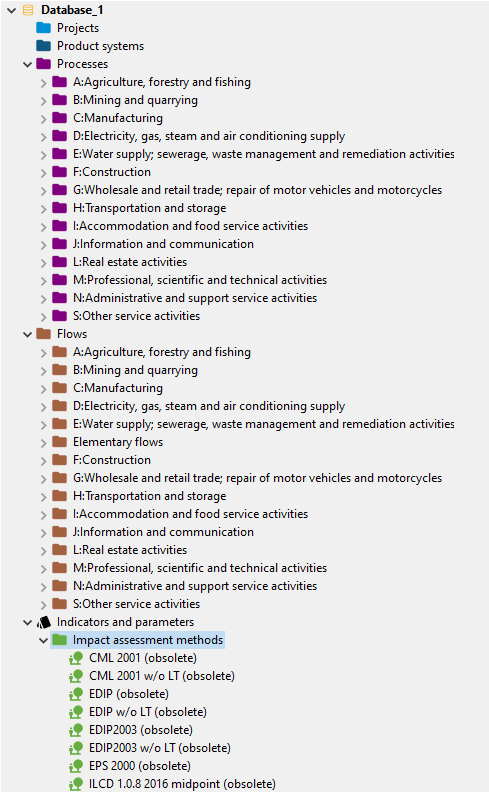 Database_1
Projects
Product systems
Processes
A:Agriculture, forestry and fishing
B:Mining and quarrying
C:Manufacturing
D:Electricity, gas, steam and air conditioning supply
E:Water supply; sewerage, waste management and remediation activities
F:Construction
G:Wholesale and retail trade; repair of motor vehicles and motorcycles
H:Transportation and storage
I:Accommodation and food service activities
J:Information and communication
L:Real estate activities
M:Professional, scientific and technical activities
N:Administrative and support service activities
S:Other service activities
Flows
A:Agriculture, forestry and fishing
B:Mining and quarrying
C:Manufacturing
D:Electricity, gas, steam and air conditioning supply
E:Water supply; sewerage, waste management and remediation activities
Elementary flows
F:Construction
G:Wholesale and retail trade; repair of motor vehicles and motorcycles
H:Transportation and storage
I:Accommodation and food service activities
J:Information and communication
L:Real estate activities
M:Professional, scientific and technical activities
N:Administrative and support service activities
S:Other service activities
Indicators and parameters
Impact assessment methods
CML 2001 (obsolete)
CML 2001 w/o LT (obsolete)
EDIP (obsolete)
EDIP w/o LT (obsolete)
EDIP2003 (obsolete)
EDIP2003 w/o LT (obsolete)
EPS 2000 (obsolete)
ILCD 1.0.8 2016 midpoint (obsolete)